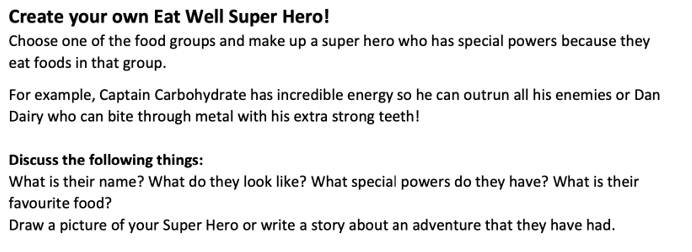 Create your own Eat Well Super Hero!
Choose one of the food groups and make up a super hero who has special powers because they
eat foods in that group.
For example, Captain Carbohydrate has incredible energy so he can outrun all his enemies or Dan
Dairy who can bite through metal with his extra strong teeth!
Discuss the following things:
What is their name? What do they look like? What special powers do they have? What is their
favourite food?
Draw a picture of your Super Hero or write a story about an adventure that they have had.